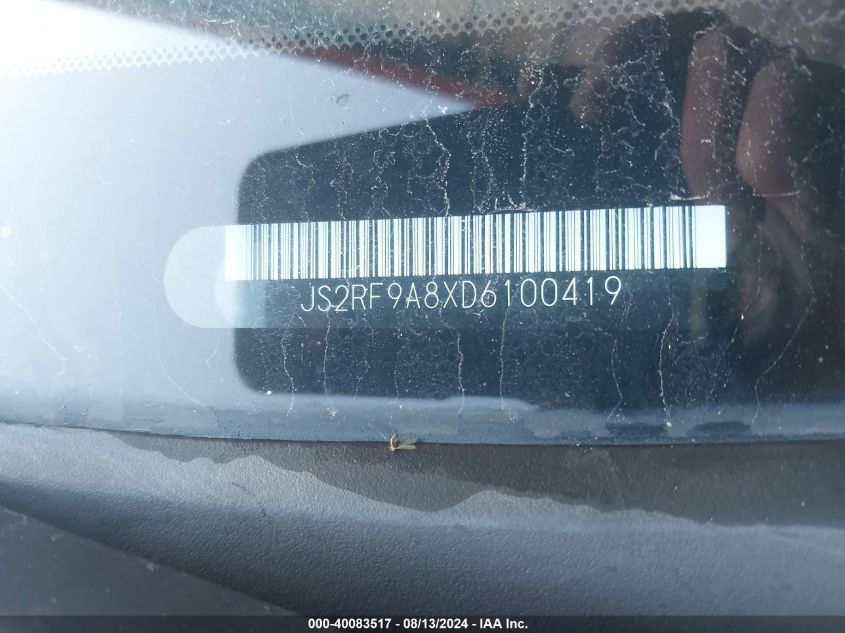 JS2RF9A8XD6100419
000-40083517 - 08/13/2024 - © IAA, Inc.